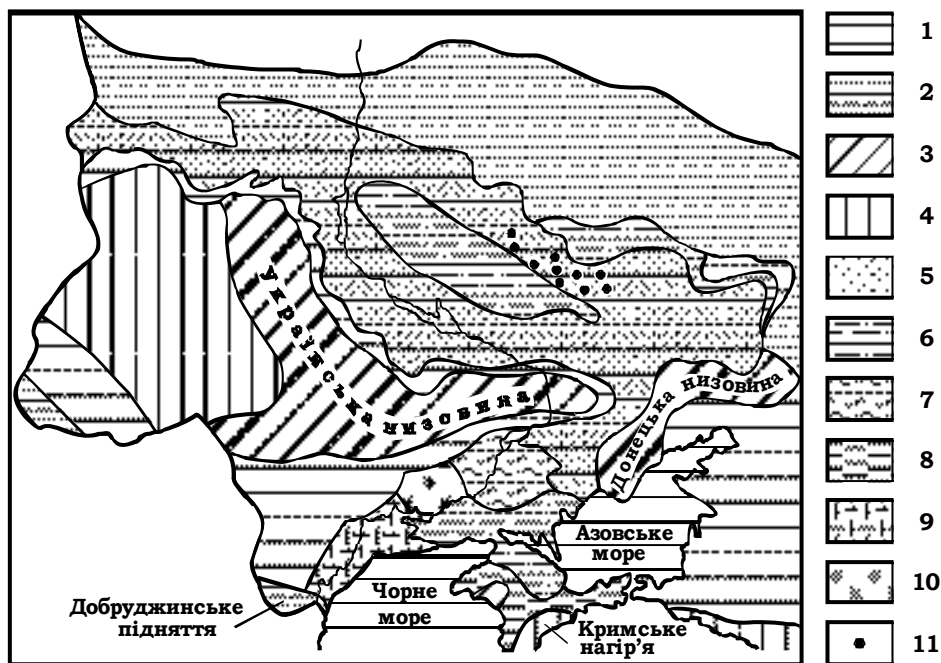 1
2
3
4
5
6
7
8
9
10
11
Українська низовина
Донецька низовина
Азовське
море
Чорне
море
Добруджинське
підняття
Кримське
нагір'я